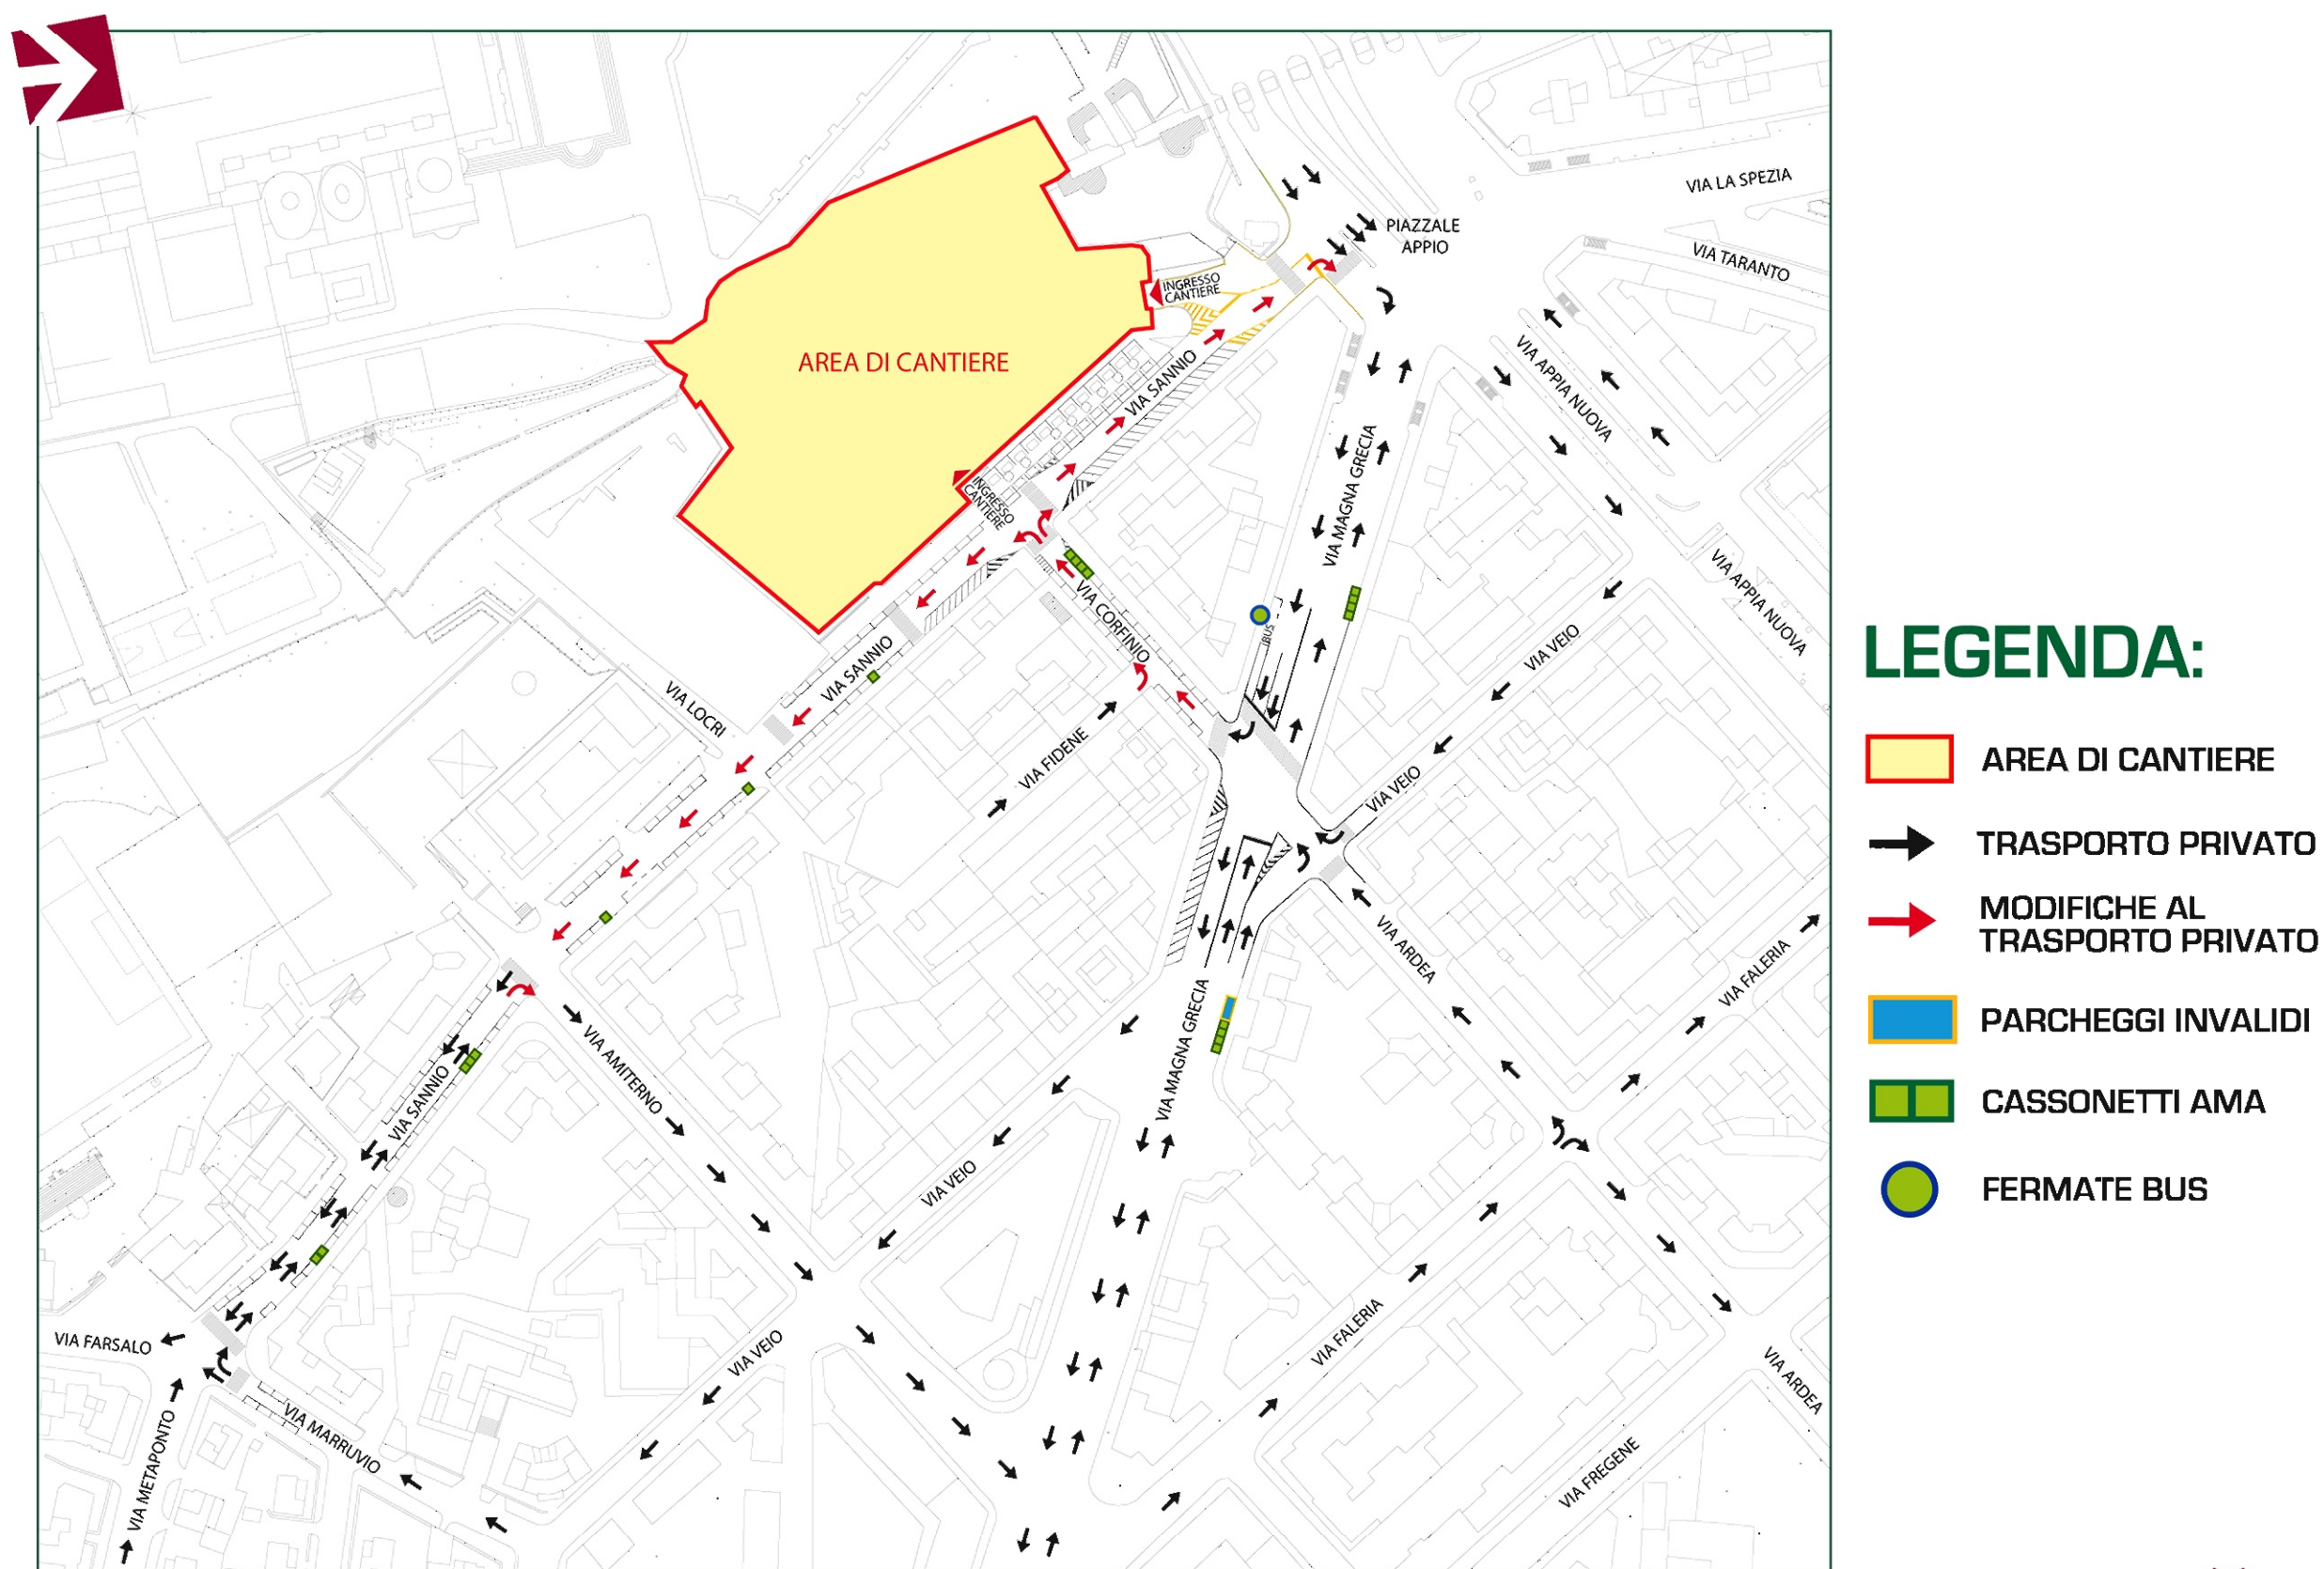 VIA LA SPEZIA
PIAZZALE
APPIO
VIA TARANTO
INGRESSO
CANTIERE
AREA DI CANTIERE
VIA SANNIO
VIA APPIA NUOVA
VIA MAGNA GRECIA
INGRESSO
CANTIERE
VIA APPIA NUOVA
VIA CORFINIO
BUS
VIA VEIO
VIA SANNIO
VIA LOCRI
VIA FIDENE
VIA VEIO
VIA ARDEA
VIA FALERIA
VIA MAGNA GRECIA
VIA AMITERNO
VIA SANNIO
VIA VEIO
VIA FARSALO
VIA VEIO
VIA FALERIA
VIA ARDEA
VIA MARRUVIO
VIA METAPONTO
VIA FREGENE
LEGENDA:
AREA DI CANTIERE
TRASPORTO PRIVATO
MODIFICHE AL
TRASPORTO PRIVATO
PARCHEGGI INVALIDI
CASSONETTI AMA
FERMATE BUS